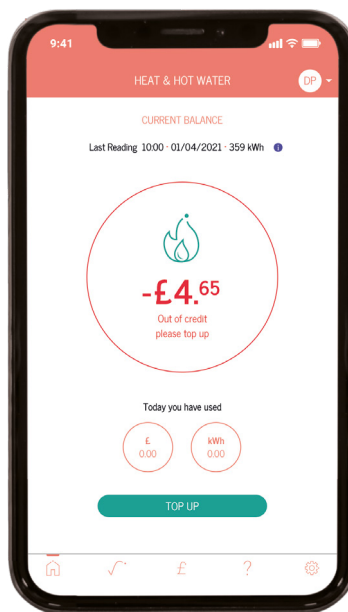 9:41
HEAT & HOT WATER
DP
CURRENT BALANCE
Last Reading 10:00 · 01/04/2021 · 359 kWh i
-£4.65
Out of credit
please top up
Today you have used
£ kWh
0.00 0.00
TOP UP
£ ?